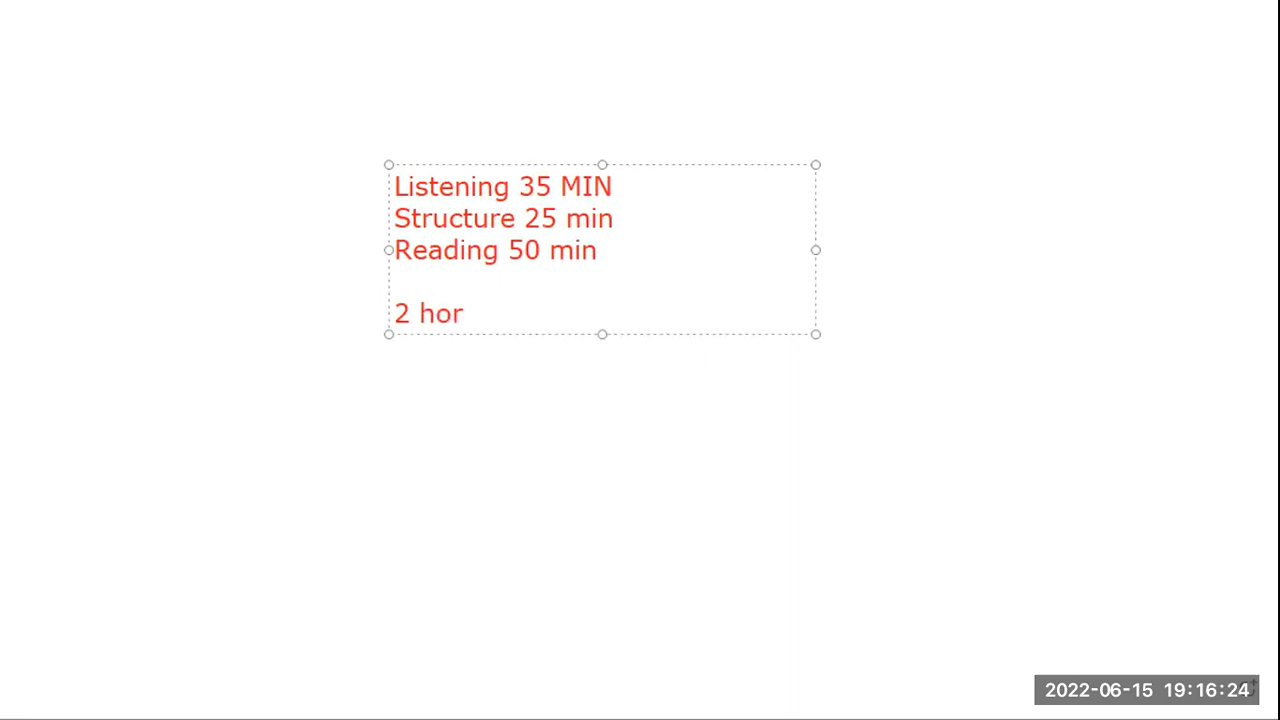 Listening 35 MIN
Structure 25 min
Reading 50 min
2 hor
2022-06-15 19:16:24